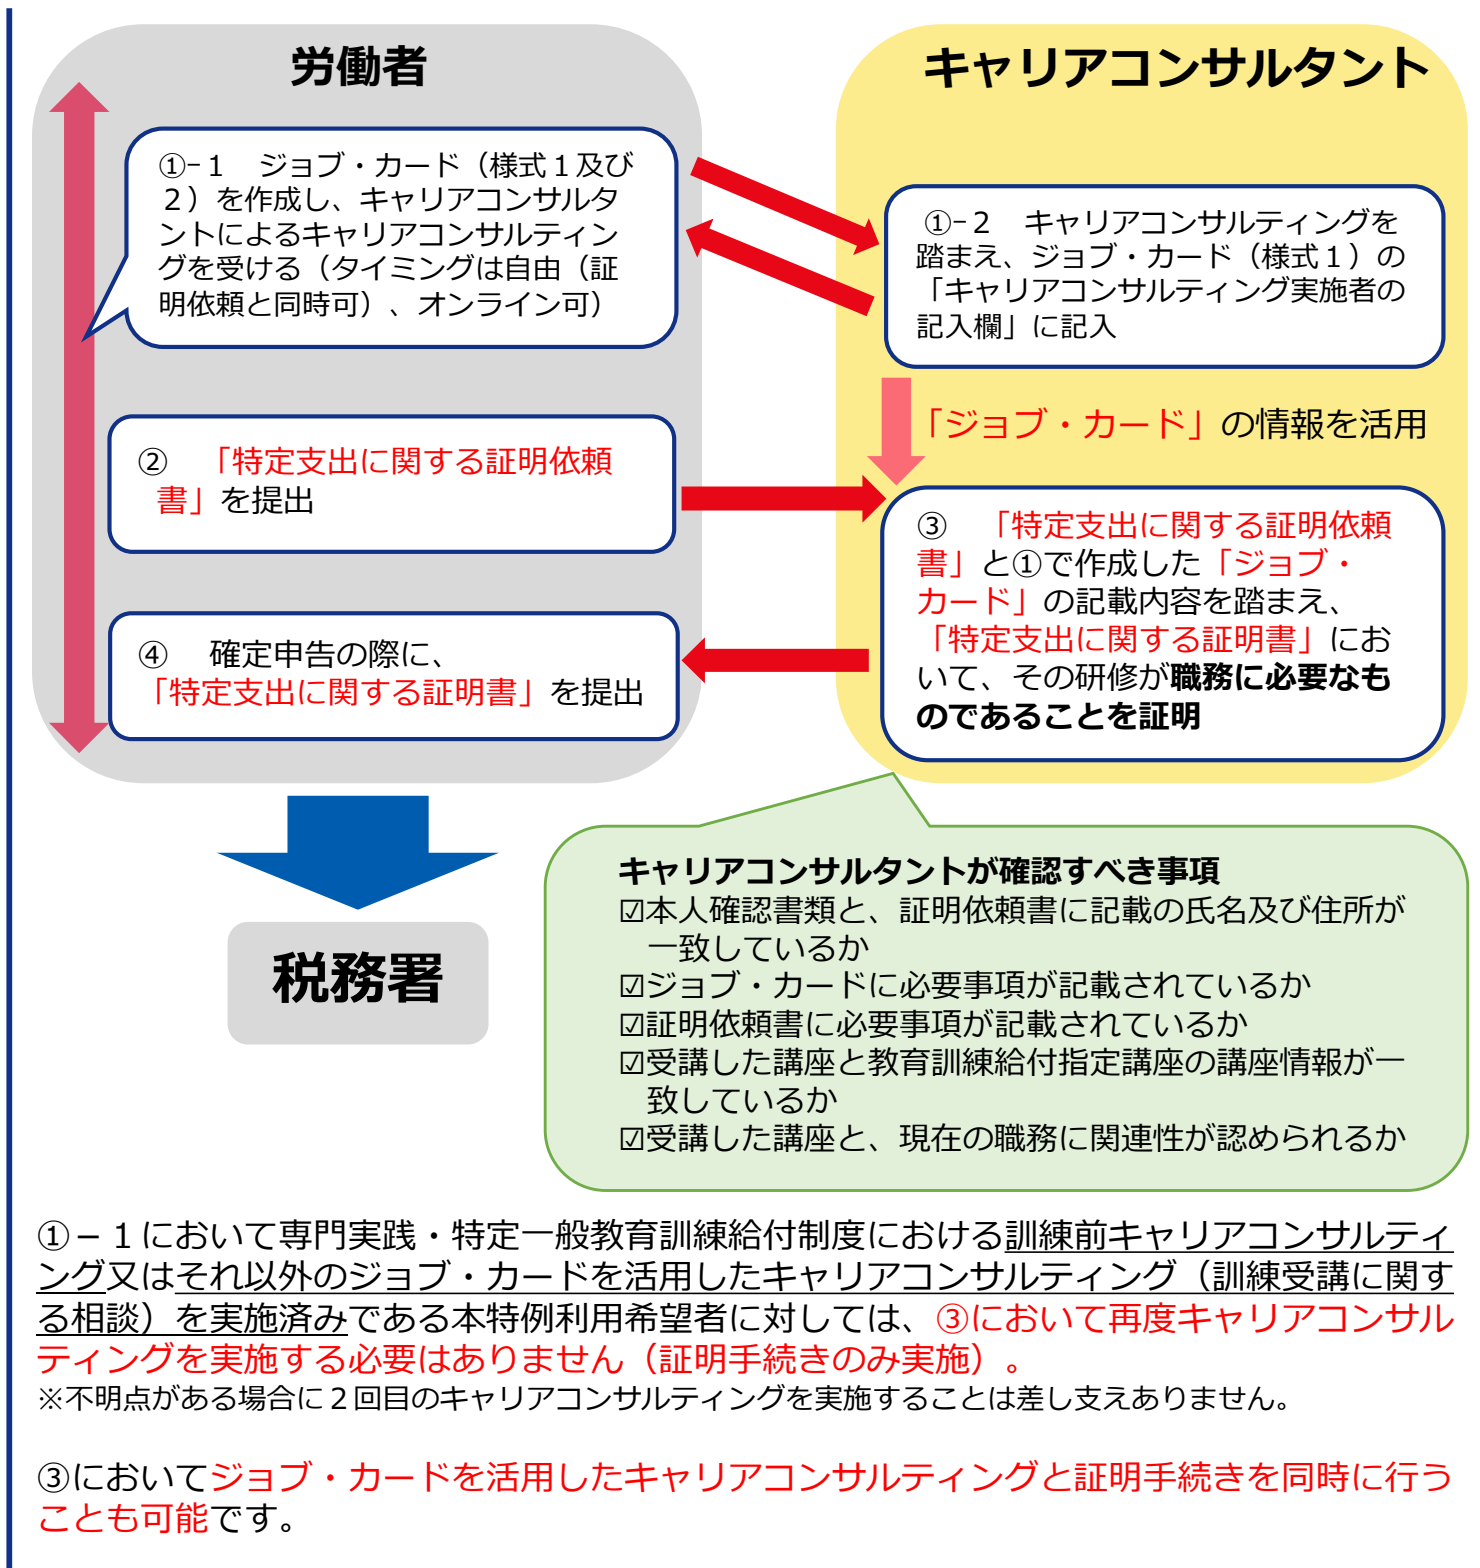 労働者
①-１　ジョブ・カード（様式１及び
２）を作成し、キャリアコンサルタ
ントによるキャリアコンサルティン
グを受ける（タイミングは自由（証
明依頼と同時可）、オンライン可）
②　「特定支出に関する証明依頼
書」を提出
④　確定申告の際に、
「特定支出に関する証明書」を提出
キャリアコンサルタント
①-２　キャリアコンサルティングを
踏まえ、ジョブ・カード（様式１）の
「キャリアコンサルティング実施者の
記入欄」に記入
「ジョブ・カード」の情報を活用
③　「特定支出に関する証明依頼
書」と①で作成した「ジョブ・
カード」の記載内容を踏まえ、
「特定支出に関する証明書」にお
いて、その研修が職務に必要なも
のであることを証明
税務署
キャリアコンサルタントが確認すべき事項
☑本人確認書類と、証明依頼書に記載の氏名及び住所が
一致しているか
☑ジョブ・カードに必要事項が記載されているか
☑証明依頼書に必要事項が記載されているか
☑受講した講座と教育訓練給付指定講座の講座情報が一
致しているか
☑受講した講座と、現在の職務に関連性が認められるか
①－１において専門実践・特定一般教育訓練給付制度における訓練前キャリアコンサルティ
ング又はそれ以外のジョブ・カードを活用したキャリアコンサルティング（訓練受講に関す
る相談）を実施済みである本特例利用希望者に対しては、③において再度キャリアコンサル
ティングを実施する必要はありません（証明手続きのみ実施）。
※不明点がある場合に２回目のキャリアコンサルティングを実施することは差し支えありません。
③においてジョブ・カードを活用したキャリアコンサルティングと証明手続きを同時に行う
ことも可能です。